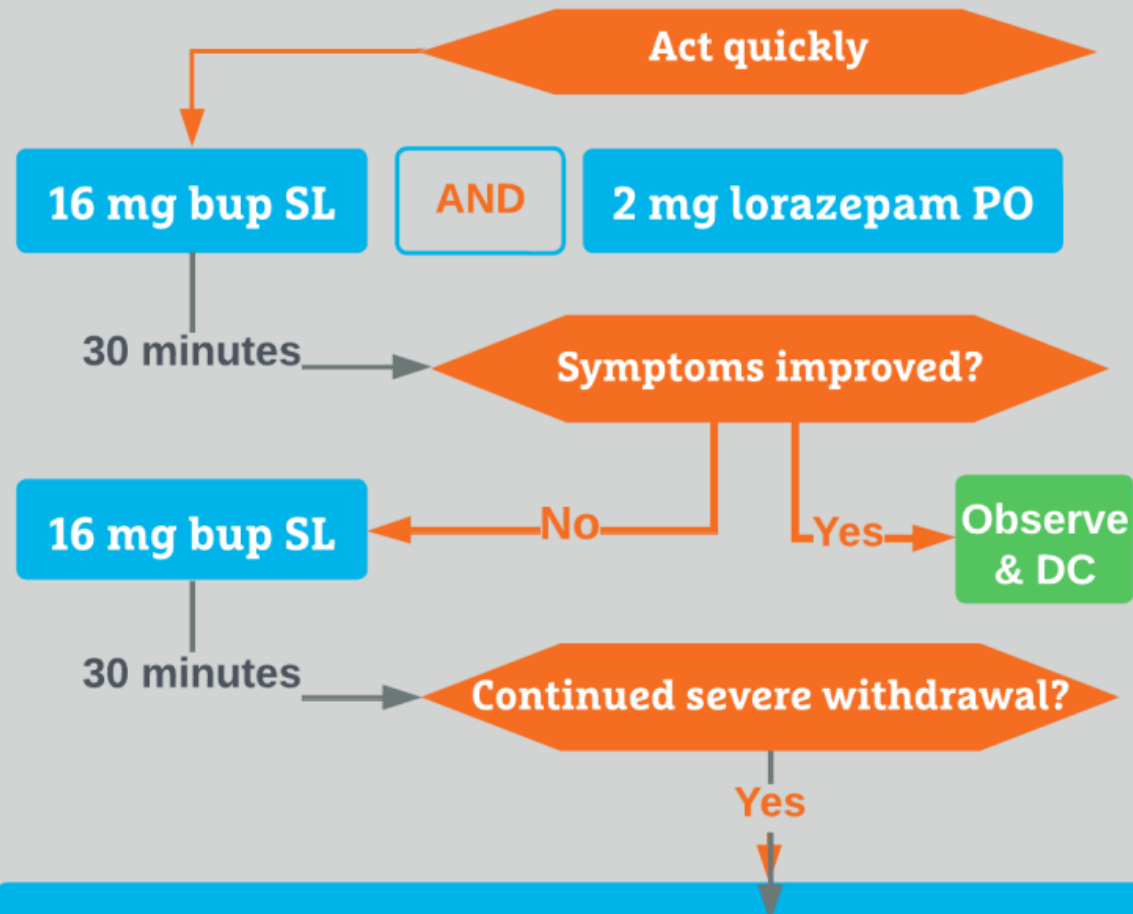 Act quickly
16 mg bup SL
AND
2 mg lorazepam PO
30 minutes
Symptoms improved?
16 mg bup SL
No
Yes
Observe
& DC
30 minutes
Continued severe withdrawal?
Yes